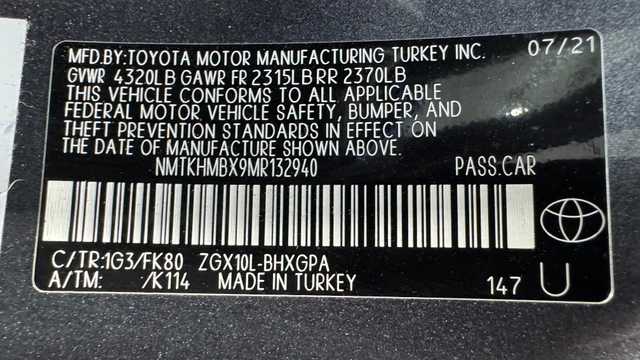 MFD.BY:TOYOTA MOTOR MANUFACTURING TURKEY INC. 07/21
GVWR 4320LB GAWR FR 2315LB RR 2370LB
THIS VEHICLE CONFORMS TO ALL APPLICABLE
FEDERAL MOTOR VEHICLE SAFETY, BUMPER, AND
THEFT PREVENTION STANDARDS IN EFFECT ON
THE DATE OF MANUFACTURE SHOWN ABOVE.
NMTKHMBX9MR132940 PASS.CAR
C/TR:1G3/FK80 ZGX10L-BHXGPA
A/TM: /K114 MADE IN TURKEY 147 U